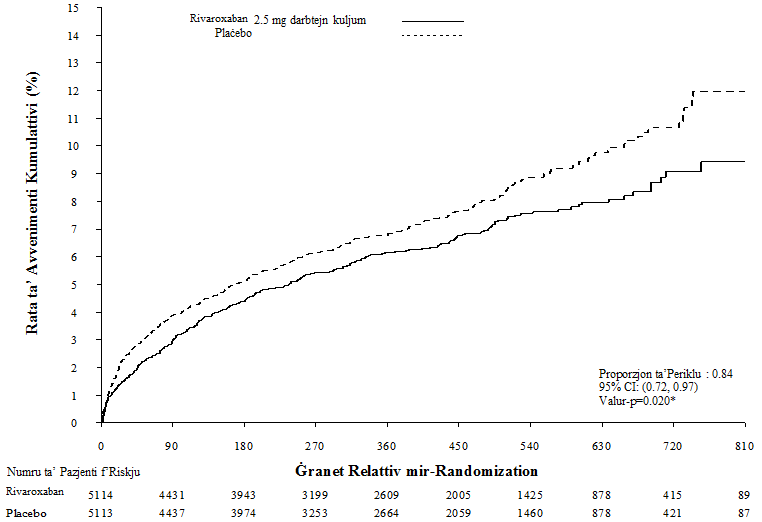 Rivaroxaban 2.5 mg darbtejn kuljum
Plaċebo
Rata ta’ Avvenimenti Kumulattivi (%)
15
14
13
12
11
10
9
8
7
6
5
4
3
2
1
0
Proporzjon ta’Periklu : 0.84
95% CI: (0.72, 0.97)
Valur-p=0.020*
0 90 180 270 360 450 540 630 720 810
Numru ta’ Pazjenti f’Riskju
Ġranet Relattiv mir-Randomization
Rivaroxaban 5114 4431 3943 3199 2609 2005 1425 878 415 89
Placebo 5113 4437 3974 3253 2664 2059 1460 878 421 87